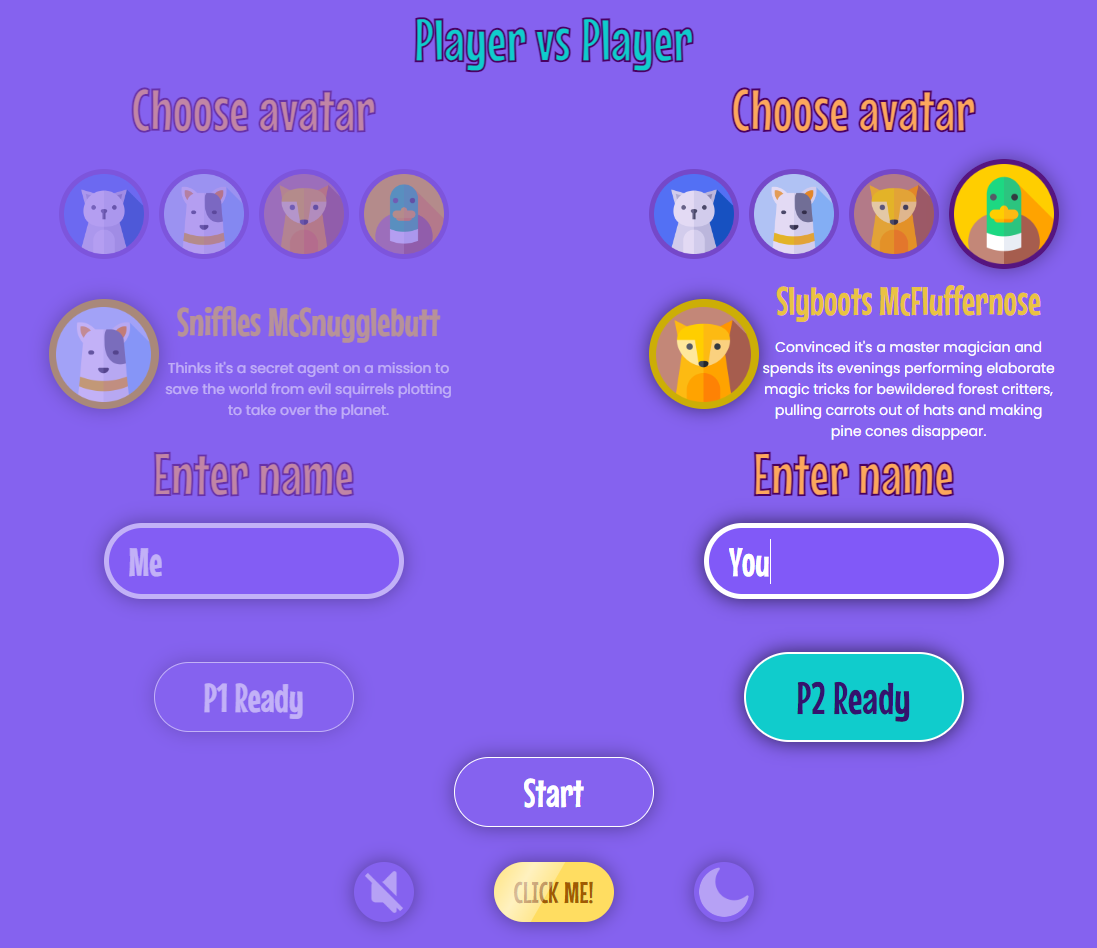 Player vs Player
Choose avatar
Sniffles McSnugglebutt
Thinks it's a secret agent on a mission to
save the world from evil squirrels plotting
to take over the planet.
Enter name
Me
P1 Ready
Choose avatar
Slyboots McFluffernose
Convinced it's a master magician and
spends its evenings performing elaborate
magic tricks for bewildered forest critters,
pulling carrots out of hats and making
pine cones disappear.
Enter name
You
P2 Ready
Start
CLICK ME!